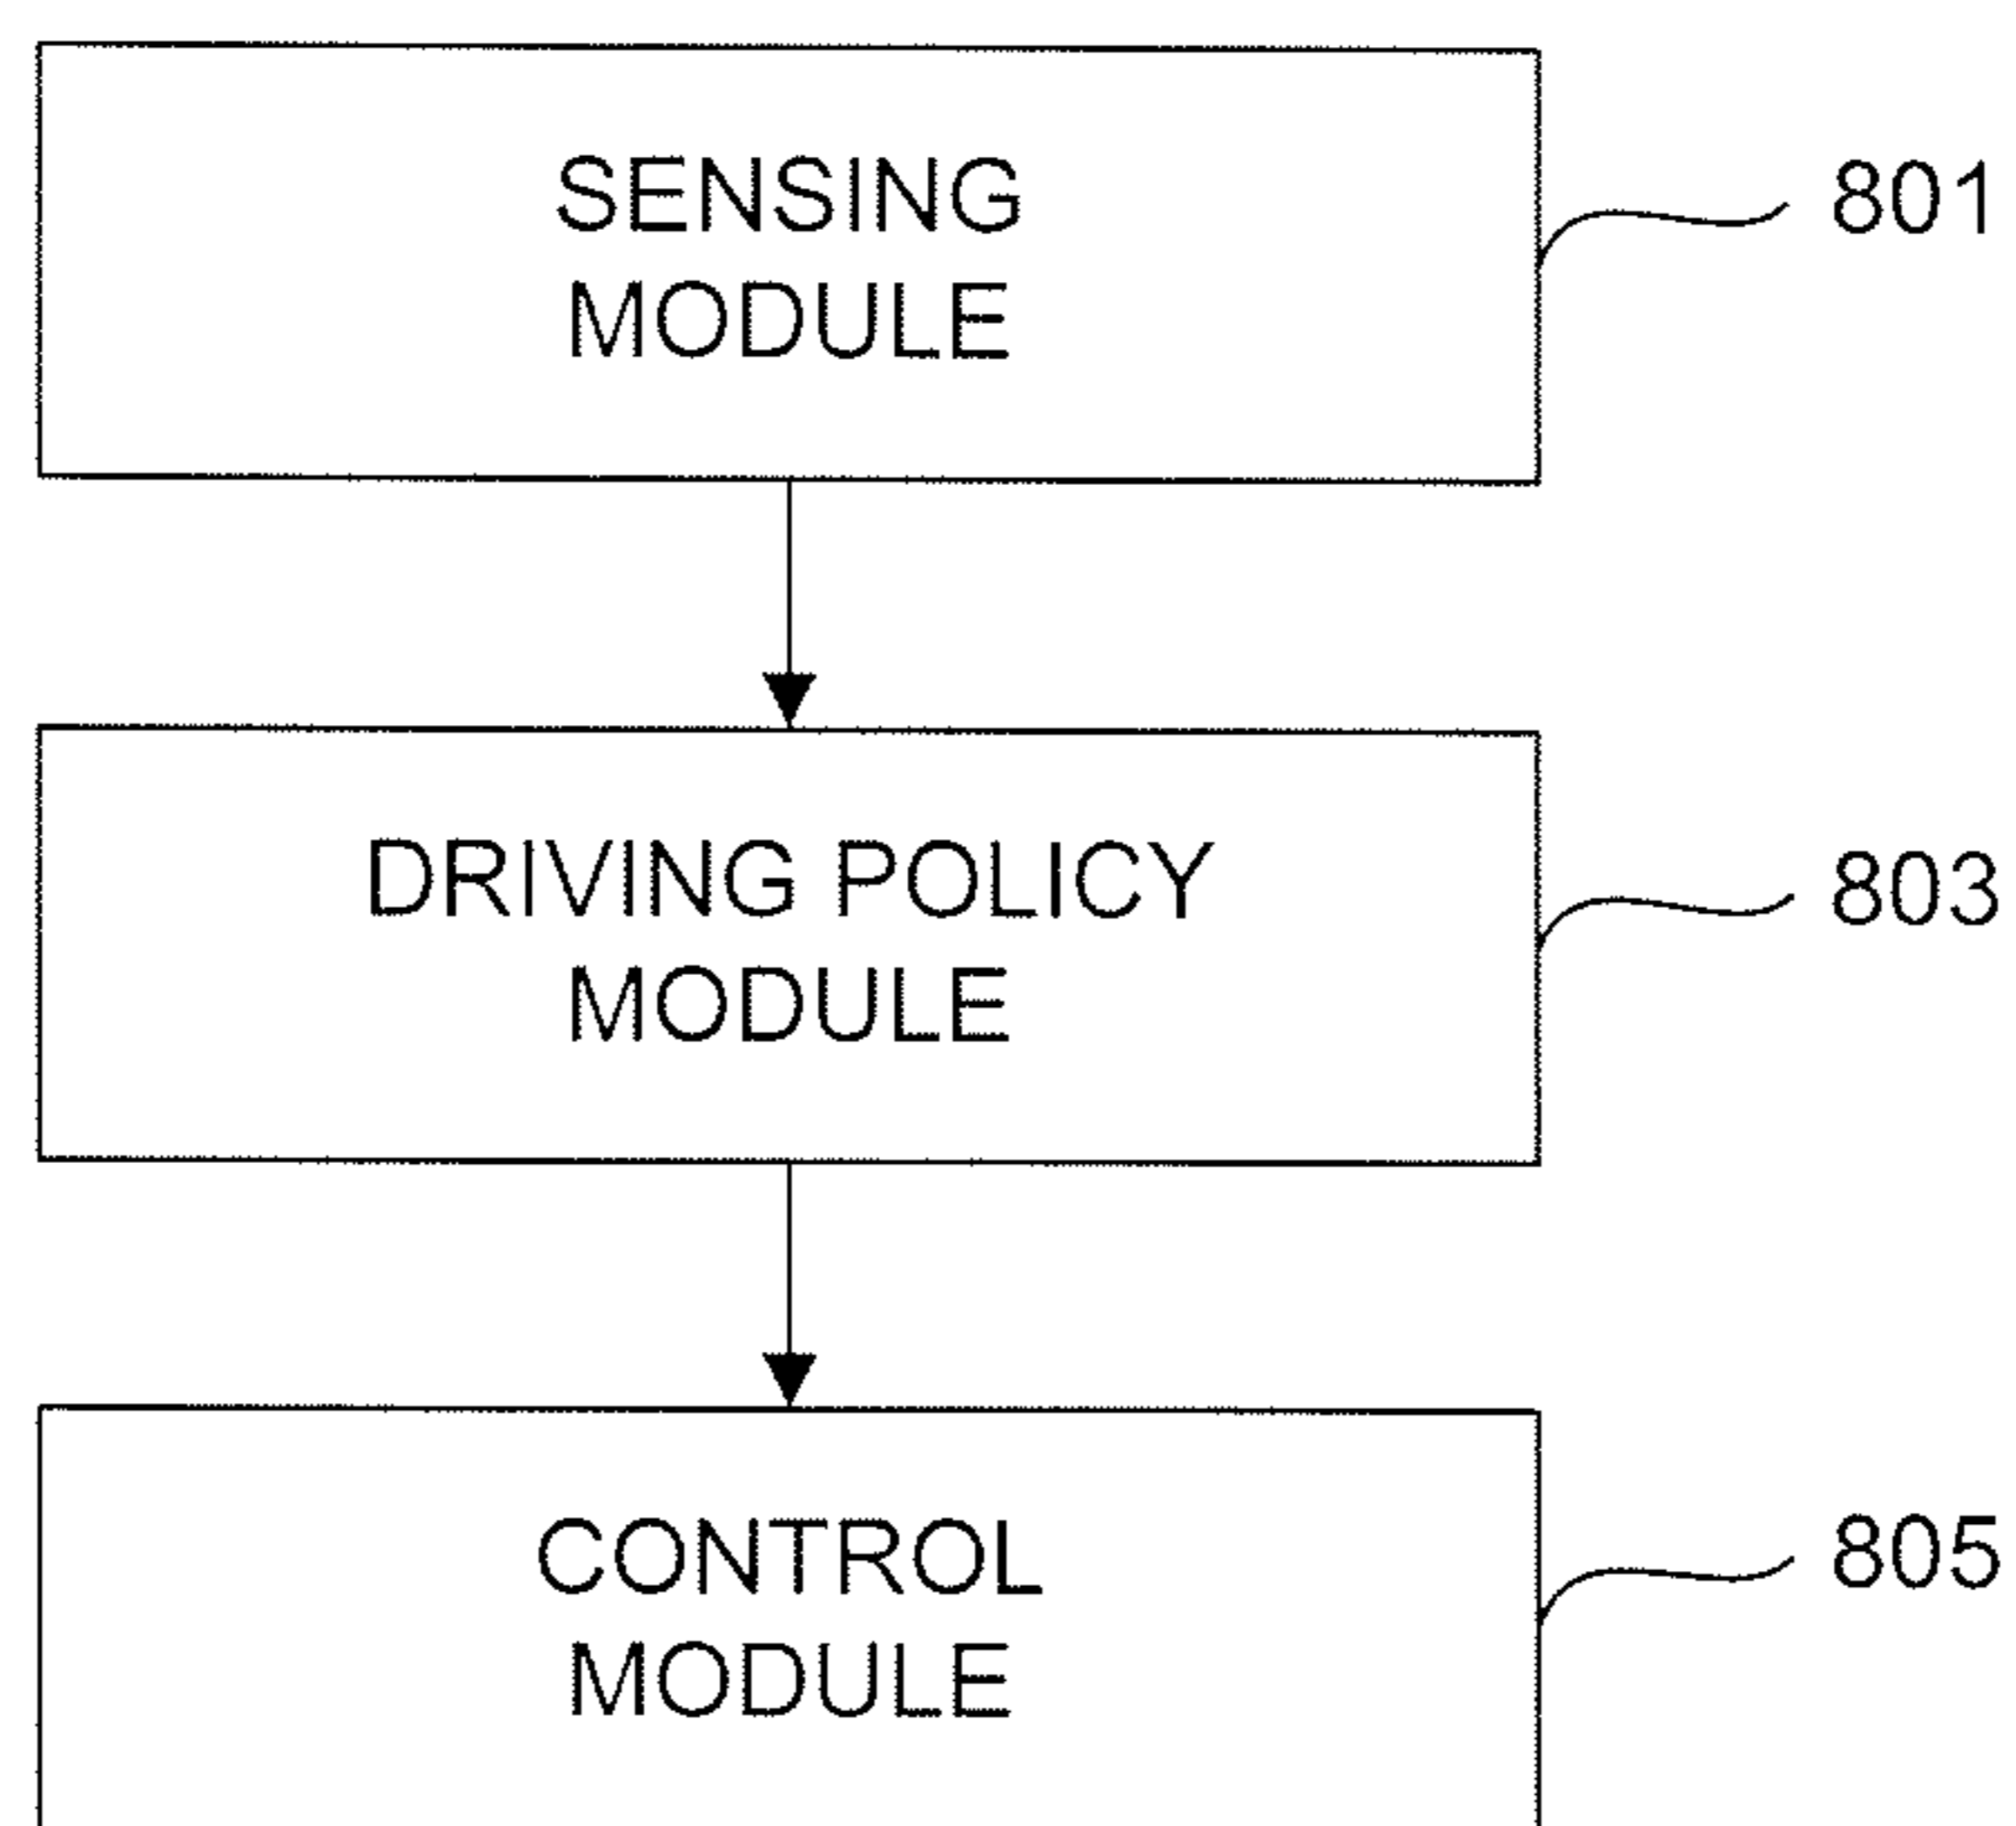 SENSING
MODULE
801
DRIVING POLICY
MODULE
803
CONTROL
MODULE
805